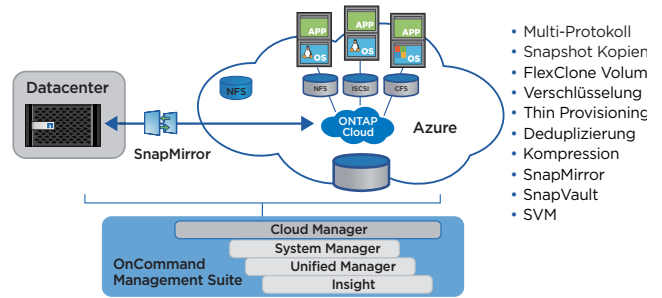 APP
OS
APP
OS
APP
OS
Datacenter
NFS
NFS
ISCSI
CFS
ONTAP
Cloud
Azure
SnapMirror
Cloud Manager
System Manager
OnCommand
Management Suite
Unified Manager
Insight
• Multi-Protokoll
• Snapshot Kopien
• FlexClone Volum
• Verschlüsselung
• Thin Provisioning
• Deduplizierung
• Kompression
• SnapMirror
• SnapVault
• SVM